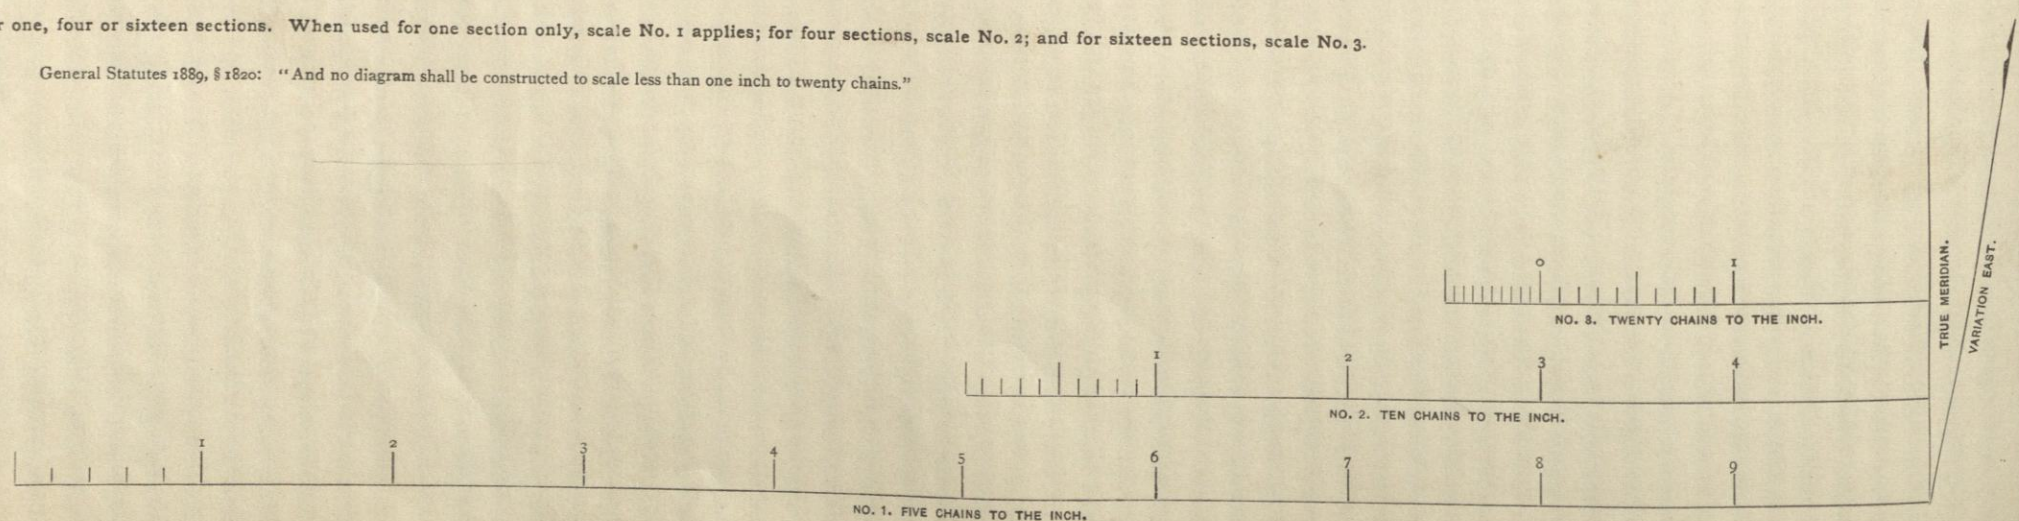 one, four or sixteen sections. When used for one section only, scale No. 1 applies; for four sections, scale No. 2; and for sixteen sections, scale No. 3.
General Statutes 1889, § 1820: “And no diagram shall be constructed to scale less than one inch to twenty chains.”
0 1
NO. 3. TWENTY CHAINS TO THE INCH.
TRUE MERIDIAN.
VARIATION EAST.
1 2 3 4
NO. 2. TEN CHAINS TO THE INCH.
1 2 3 4 5 6 7 8 9
NO. 1. FIVE CHAINS TO THE INCH.